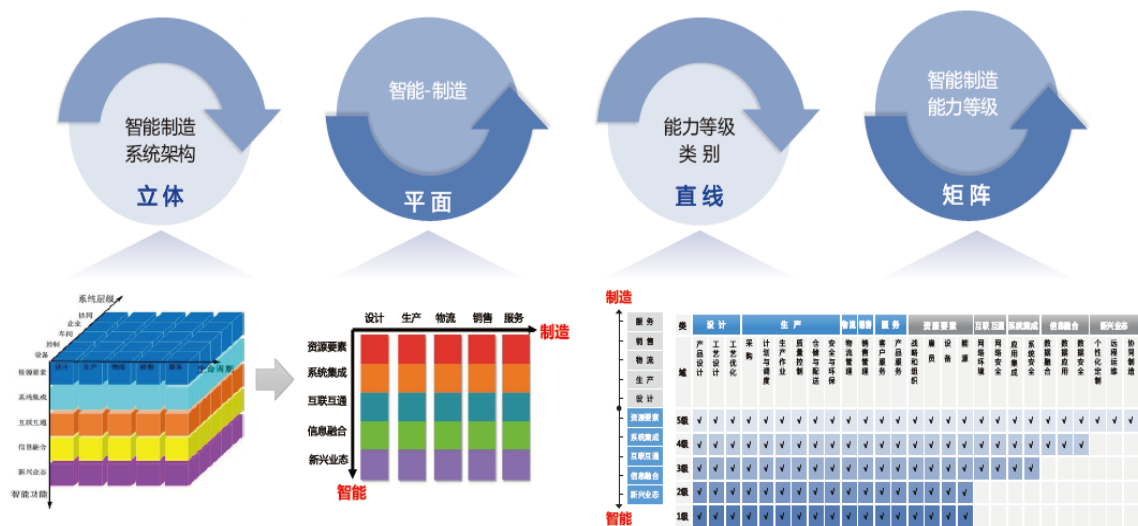 智能制造
系统架构
立体
智能-制造
平面
能力等级
类别
直线
智能制造
能力等级
矩阵
系统层级
协同
企业
车间
控制
设备
设计 生产 物流 销售 服务 生命周期
资源要素
系统集成
互联互通
信息融合
新兴业态
智能功能
设计 生产 物流 销售 服务
制造
资源要素
系统集成
互联互通
信息融合
新兴业态
智能
制造
服务
销售
物流
生产
设计
资源要素
系统集成
互联互通
信息融合
新兴业态
智能
类 设计 生产 物流 销售 服务 资源要素 互联互通 系统集成 信息融合 新兴业态
域 产品设计 工艺设计 工艺优化 采购 计划与调度 生产作业 质量控制 仓储与配送 安全与环保 物流管理 销售管理 客户服务 产品服务 战略和组织 雇员 设备 能源 网络环境 网络安全 应用集成 系统安全 数据融合 数据应用 数据安全 个性化定制 远程运维 协同制造
5级 √ √ √ √ √ √ √ √ √ √ √ √ √ √ √ √ √ √ √ √ √ √ √ √ √ √ √
4级 √ √ √ √ √ √ √ √ √ √ √ √ √ √ √ √ √ √ √ √ √ √ √ √
3级 √ √ √ √ √ √ √ √ √ √ √ √ √ √ √ √ √ √ √ √ √
2级 √ √ √ √ √ √ √ √ √ √ √ √ √ √ √ √ √
1级 √ √ √ √ √ √ √ √ √ √ √ √ √ √ √ √ √